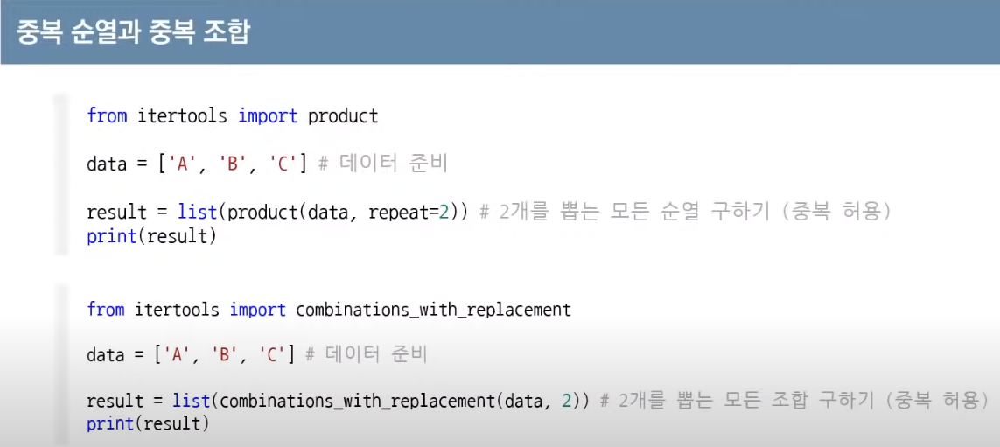 중복 순열과 중복 조합
from itertools import product
data = ['A', 'B', 'C'] # 데이터 준비
result = list(product(data, repeat=2)) # 2개를 뽑는 모든 순열 구하기 (중복 허용)
print(result)
from itertools import combinations_with_replacement
data = ['A', 'B', 'C'] # 데이터 준비
result = list(combinations_with_replacement(data, 2)) # 2개를 뽑는 모든 조합 구하기 (중복 허용)
print(result)